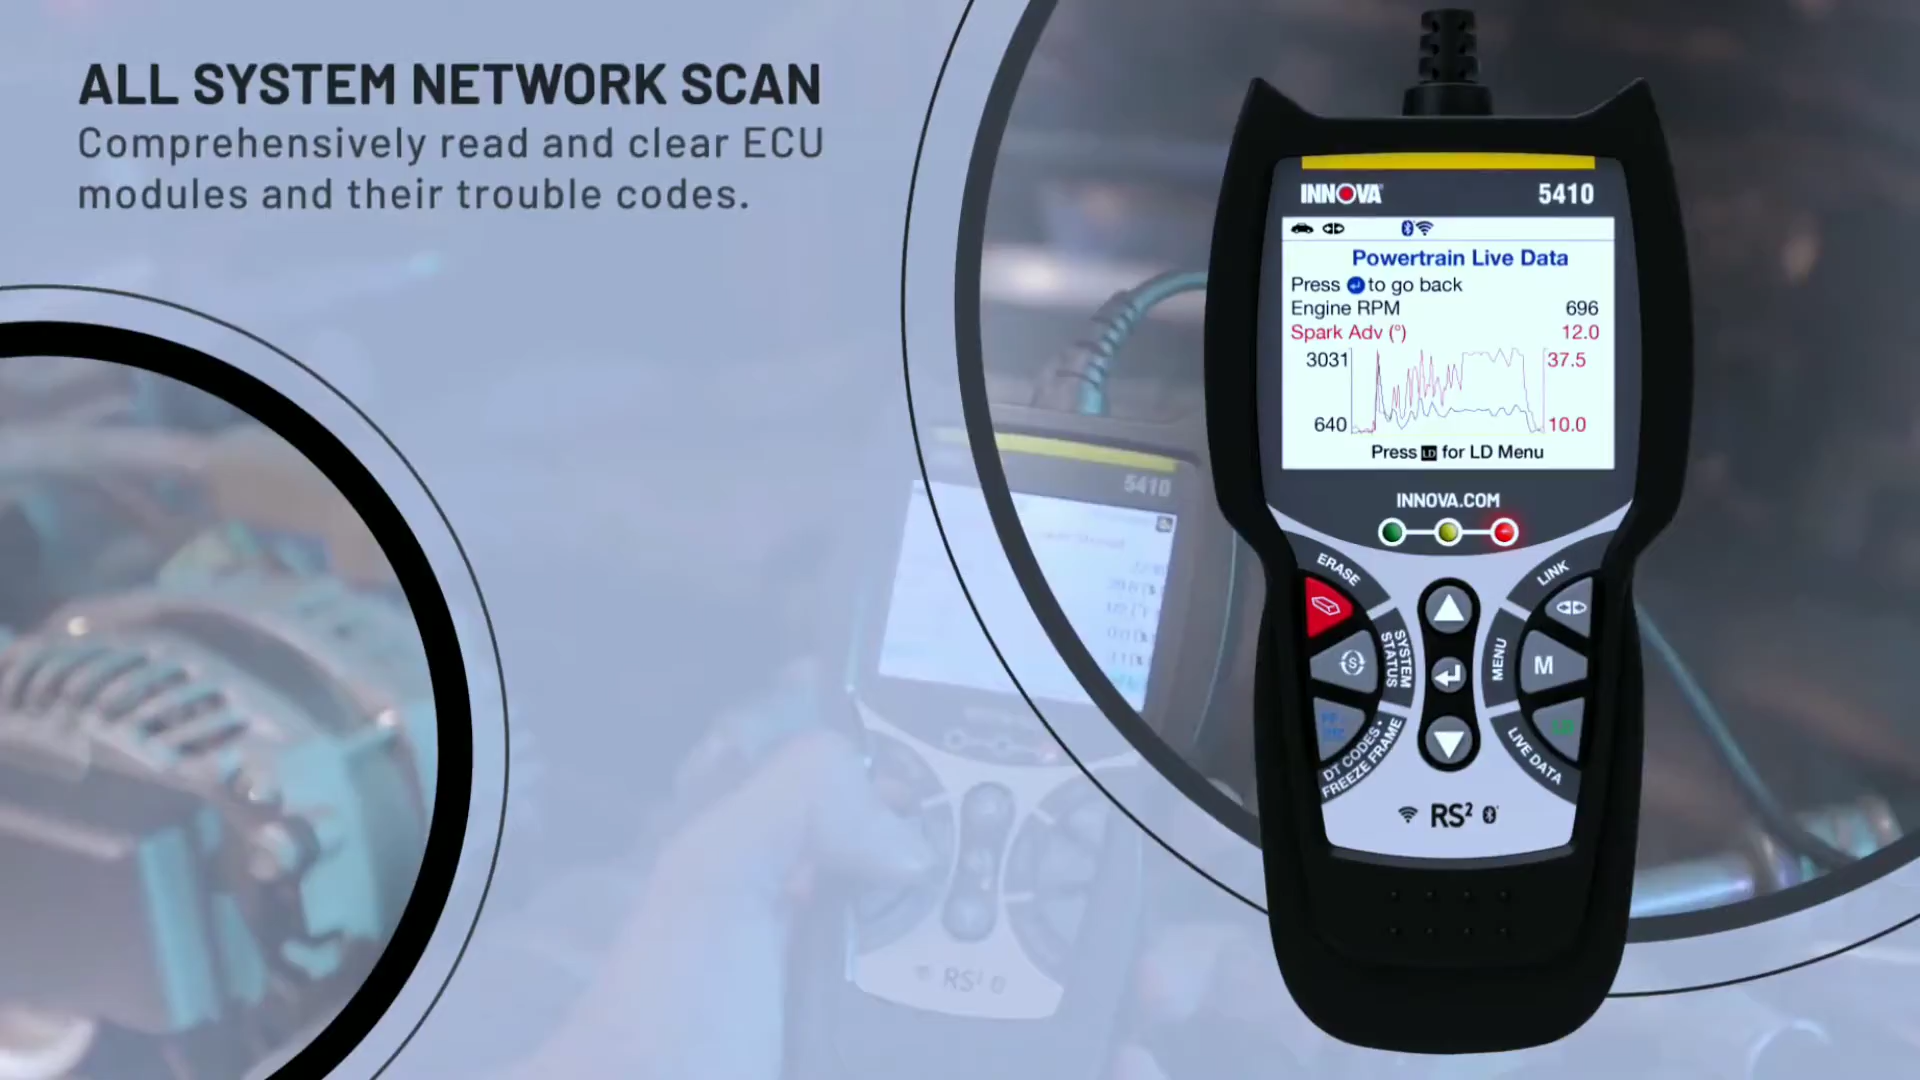 ALL SYSTEM NETWORK SCAN
Comprehensively read and clear ECU
modules and their trouble codes.
INNOVA 5410
Powertrain Live Data
Press to go back
Engine RPM 696
Spark Adv (°) 12.0
3031 37.5
640 10.0
Press LD for LD Menu
INNOVA.COM
ERASE
LINK
SYSTEM
STATUS
S
MENU
M
DT CODES •
FREEZE FRAME
LIVE DATA
LD
RS²
5410
RS²